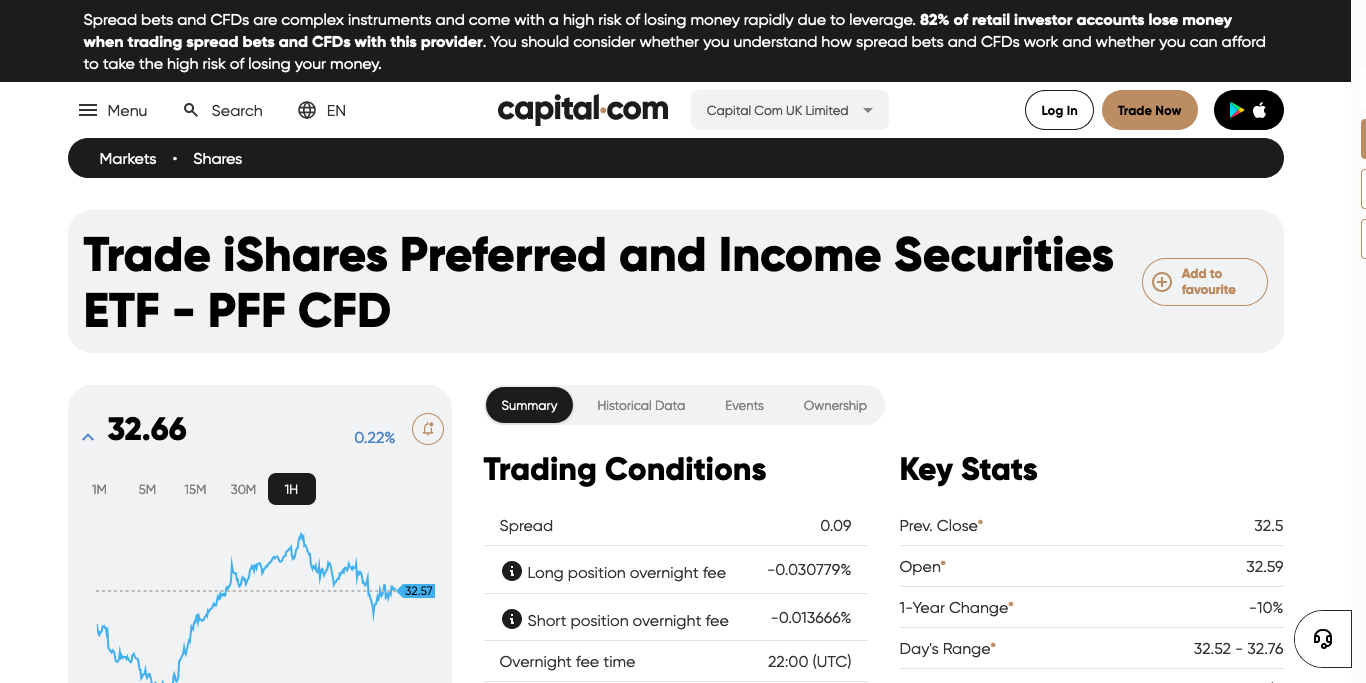 Spread bets and CFDs are complex instruments and come with a high risk of losing money rapidly due to leverage. 82% of retail investor accounts lose money
when trading spread bets and CFDs with this provider. You should consider whether you understand how spread bets and CFDs work and whether you can afford
to take the high risk of losing your money.
Menu
Search
EN
capital.com
Capital Com UK Limited
Log In
Trade Now
Markets • Shares
Trade iShares Preferred and Income Securities
ETF - PFF CFD
Add to
favourite
32.66
0.22%
1M 5M 15M 30M 1H
32.57
Summary Historical Data Events Ownership
Trading Conditions
Spread 0.09
Long position overnight fee -0.030779%
Short position overnight fee -0.013666%
Overnight fee time 22:00 (UTC)
Key Stats
Prev. Close* 32.5
Open* 32.59
1-Year Change* -10%
Day's Range* 32.52 - 32.76